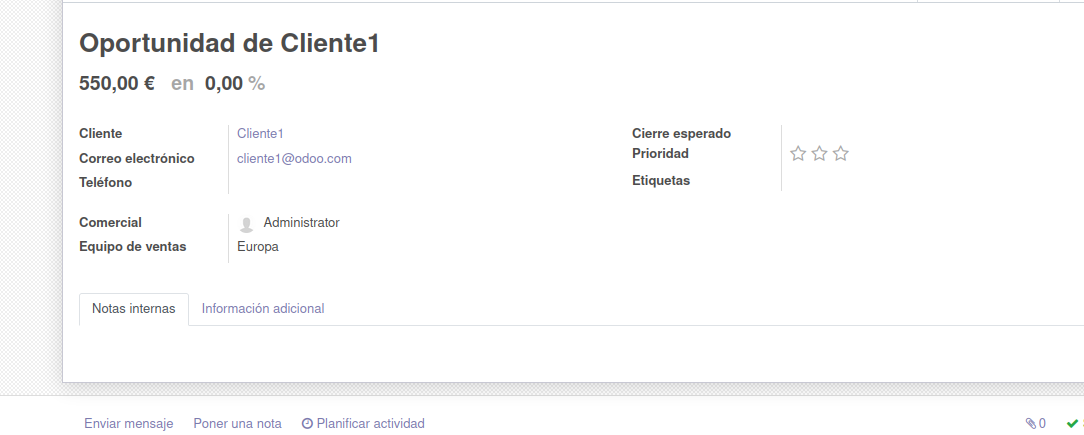 Oportunidad de Cliente1
550,00 € en 0,00 %
Cliente Cliente1
Correo electrónico cliente1@odoo.com
Teléfono
Cierre esperado
Prioridad
Etiquetas
Comercial Administrator
Equipo de ventas Europa
Notas internas Información adicional
Enviar mensaje Poner una nota Planificar actividad 0